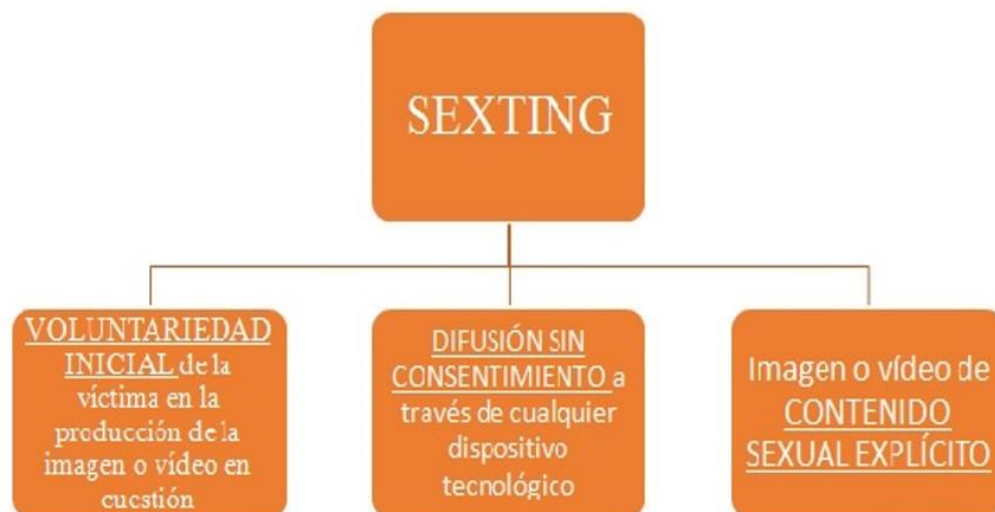 SEXTING
VOLUNTARIEDAD
INICIAL de la
víctima en la
producción de la
imagen o vídeo en
cuestión
DIFUSIÓN SIN
CONSENTIMIENTO a
través de cualquier
dispositivo
tecnológico
Imagen o vídeo de
CONTENIDO
SEXUAL EXPLÍCITO